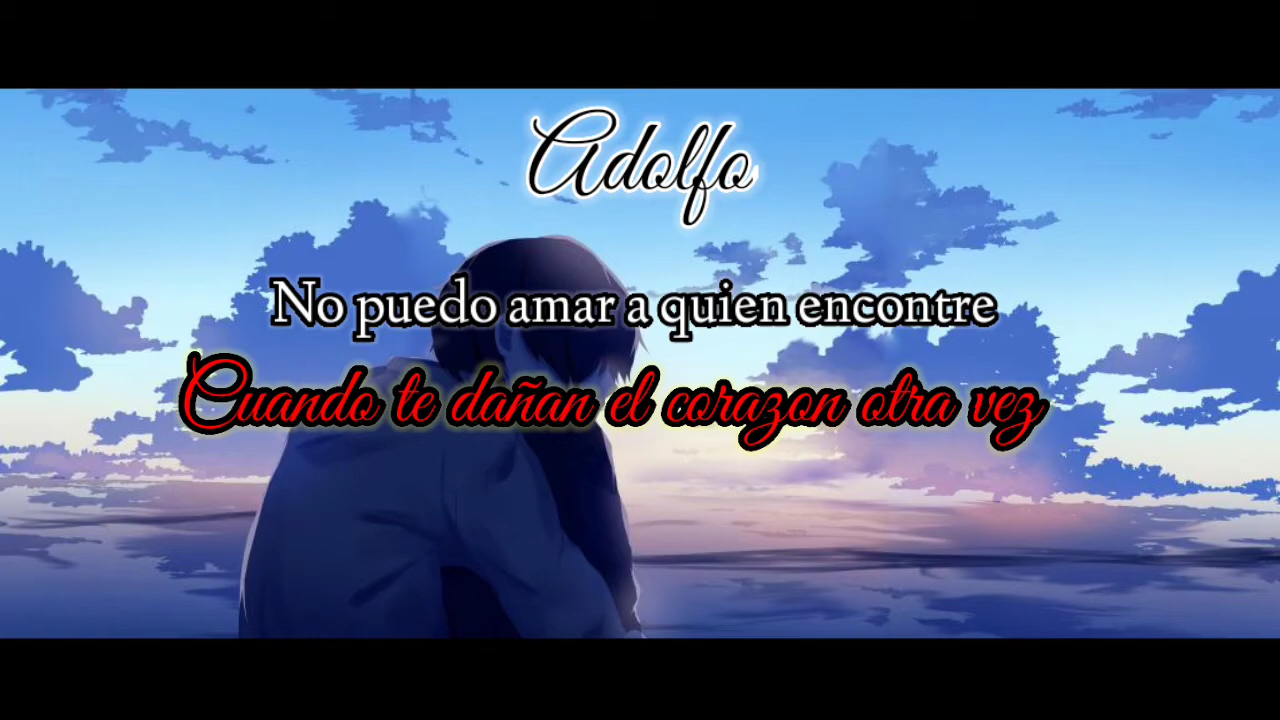 Adolfo
No puedo amar a quien encontre
Cuando te dañan el corazon otra vez